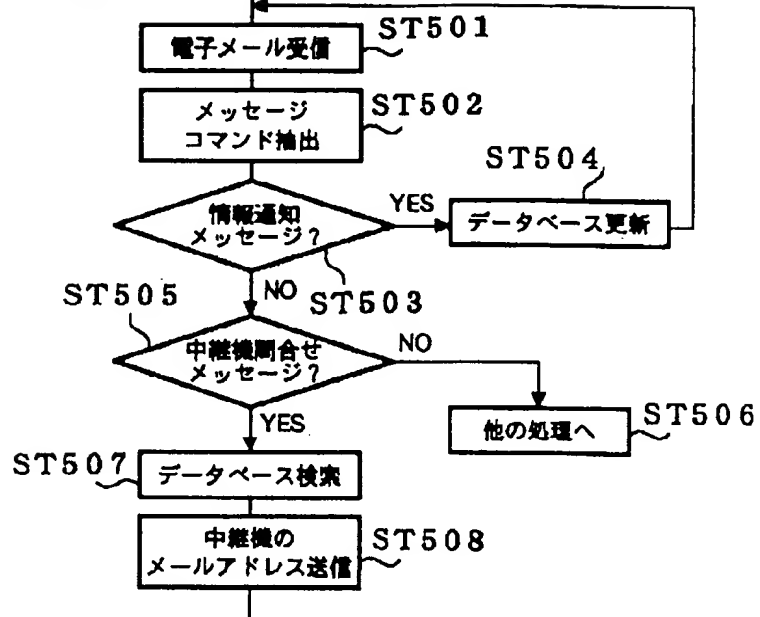 ST501
電子メール受信
ST502
メッセージ
コマンド抽出
ST504
情報通知
メッセージ?
YES
データベース更新
NO
ST503
ST505
中継機問合せ
メッセージ?
NO
YES
他の処理へ
ST506
ST507
データベース検索
中継機の
メールアドレス送信
ST508